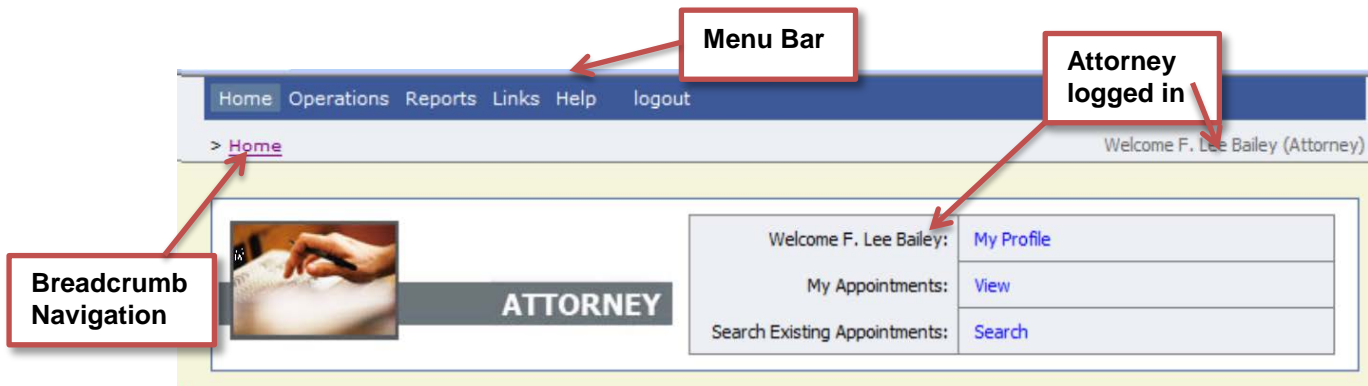 Menu Bar
Attorney
logged in
Home Operations Reports Links Help logout
> Home
Welcome F. Lee Bailey (Attorney)
Breadcrumb
Navigation
ATTORNEY
Welcome F. Lee Bailey: My Profile
My Appointments: View
Search Existing Appointments: Search